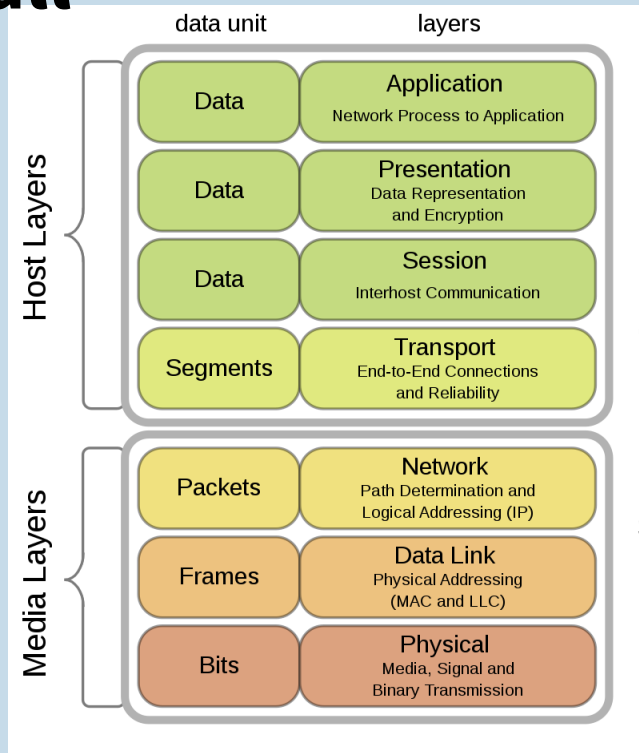 data unit
layers
Host Layers
Data
Application
Network Process to Application
Data
Presentation
Data Representation
and Encryption
Data
Session
Interhost Communication
Segments
Transport
End-to-End Connections
and Reliability
Media Layers
Packets
Network
Path Determination and
Logical Addressing (IP)
Frames
Data Link
Physical Addressing
(MAC and LLC)
Bits
Physical
Media, Signal and
Binary Transmission